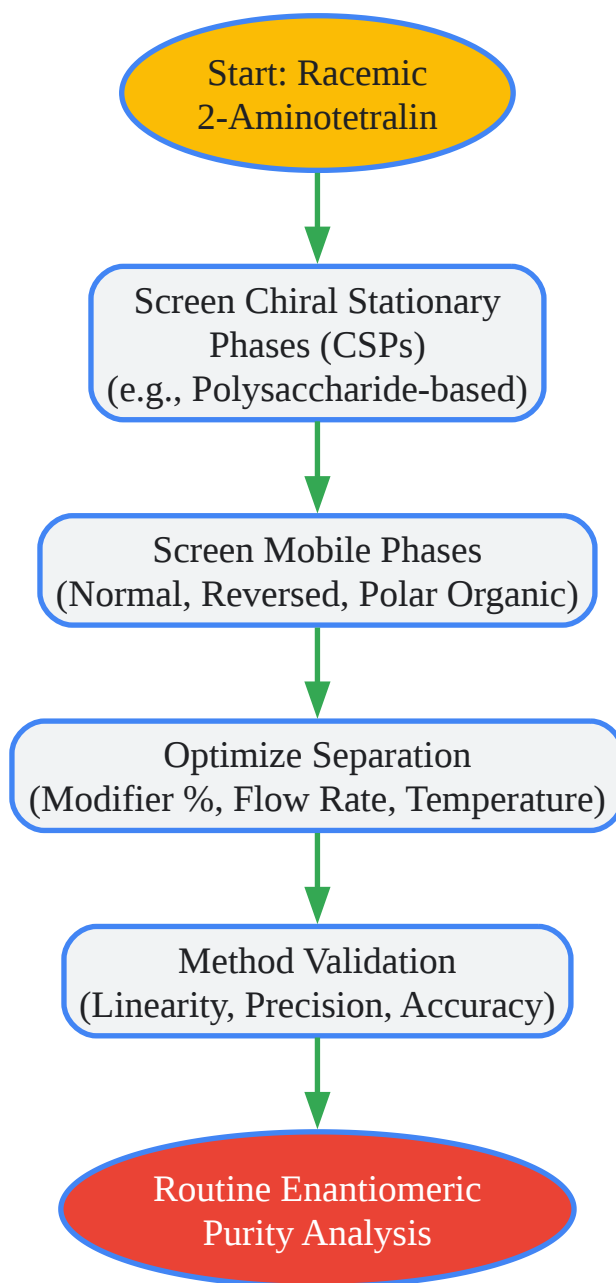 Start: Racemic
2-Aminotetralin
Screen Chiral Stationary
Phases (CSPs)
(e.g., Polysaccharide-based)
Screen Mobile Phases
(Normal, Reversed, Polar Organic)
Optimize Separation
(Modifier %, Flow Rate, Temperature)
Method Validation
(Linearity, Precision, Accuracy)
Routine Enantiomeric
Purity Analysis